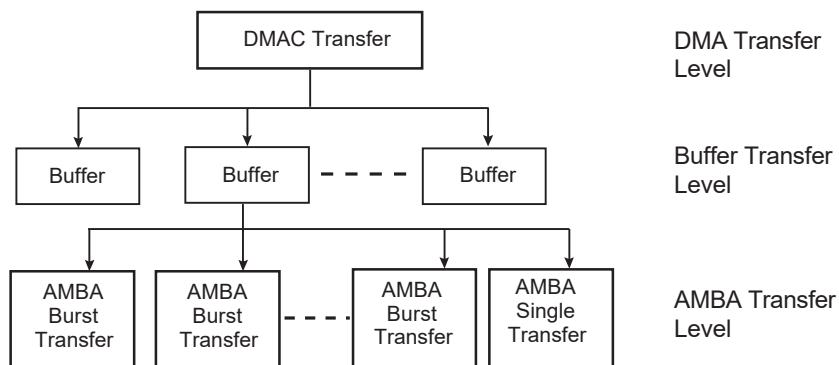 DMAC Transfer
DMA Transfer
Level
Buffer
Buffer
Buffer
Buffer Transfer
Level
AMBA
Burst
Transfer
AMBA
Burst
Transfer
AMBA
Burst
Transfer
AMBA
Single
Transfer
AMBA Transfer
Level